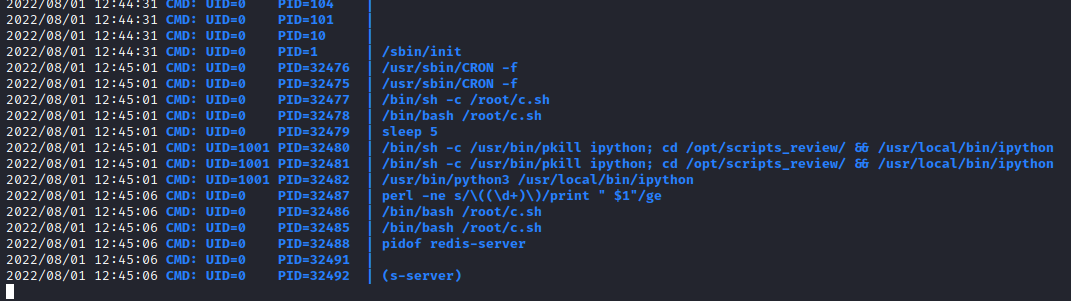 2022/08/01 12:44:31 CMD: UID=0 PID=104 |
2022/08/01 12:44:31 CMD: UID=0 PID=101 |
2022/08/01 12:44:31 CMD: UID=0 PID=10 |
2022/08/01 12:44:31 CMD: UID=0 PID=1 | /sbin/init
2022/08/01 12:45:01 CMD: UID=0 PID=32476 | /usr/sbin/CRON -f
2022/08/01 12:45:01 CMD: UID=0 PID=32475 | /usr/sbin/CRON -f
2022/08/01 12:45:01 CMD: UID=0 PID=32477 | /bin/sh -c /root/c.sh
2022/08/01 12:45:01 CMD: UID=0 PID=32478 | /bin/bash /root/c.sh
2022/08/01 12:45:01 CMD: UID=0 PID=32479 | sleep 5
2022/08/01 12:45:01 CMD: UID=1001 PID=32480 | /bin/sh -c /usr/bin/pkill ipython; cd /opt/scripts_review/ && /usr/local/bin/ipython
2022/08/01 12:45:01 CMD: UID=1001 PID=32481 | /bin/sh -c /usr/bin/pkill ipython; cd /opt/scripts_review/ && /usr/local/bin/ipython
2022/08/01 12:45:01 CMD: UID=1001 PID=32482 | /usr/bin/python3 /usr/local/bin/ipython
2022/08/01 12:45:06 CMD: UID=0 PID=32487 | perl -ne s/\((\d+)\)/print " $1"/ge
2022/08/01 12:45:06 CMD: UID=0 PID=32486 | /bin/bash /root/c.sh
2022/08/01 12:45:06 CMD: UID=0 PID=32485 | /bin/bash /root/c.sh
2022/08/01 12:45:06 CMD: UID=0 PID=32488 | pidof redis-server
2022/08/01 12:45:06 CMD: UID=0 PID=32491 |
2022/08/01 12:45:06 CMD: UID=0 PID=32492 | (s-server)